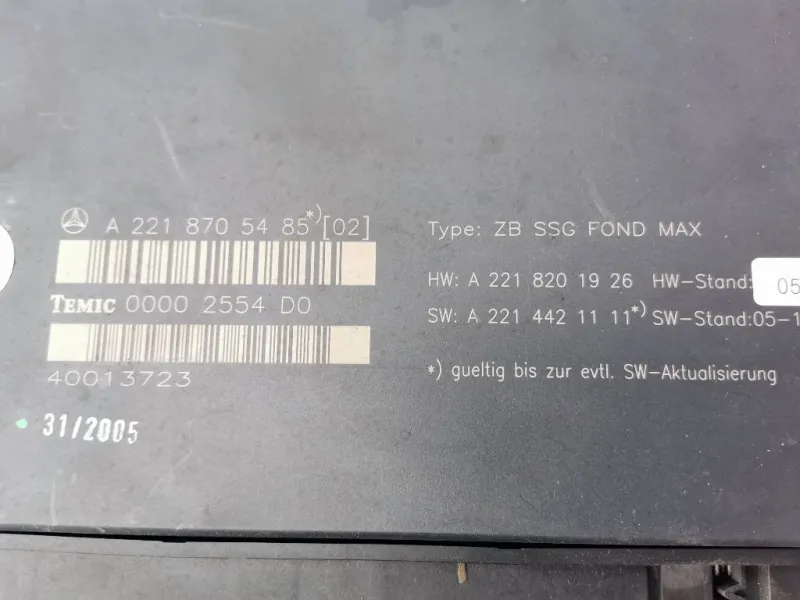 A 221 870 54 85*)[02]
TEMIC 0000 2554 D0
40013723
31/2005
Type: ZB SSG FOND MAX
HW: A 221 820 19 26 HW-Stand: 05
SW: A 221 442 11 11*) SW-Stand:05-1
*) gueltig bis zur evtl. SW-Aktualisierung